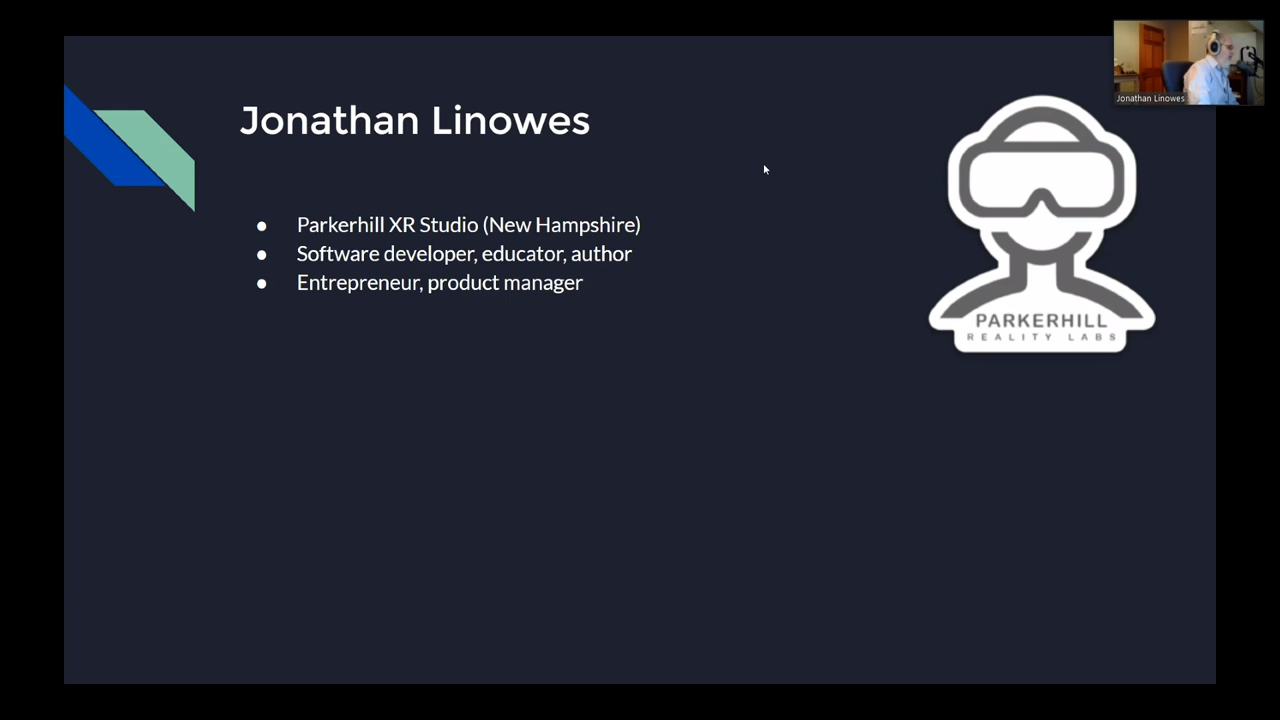 Jonathan Linowes
Jonathan Linowes
● Parkerhill XR Studio (New Hampshire)
● Software developer, educator, author
● Entrepreneur, product manager
PARKERHILL
REALITY LABS